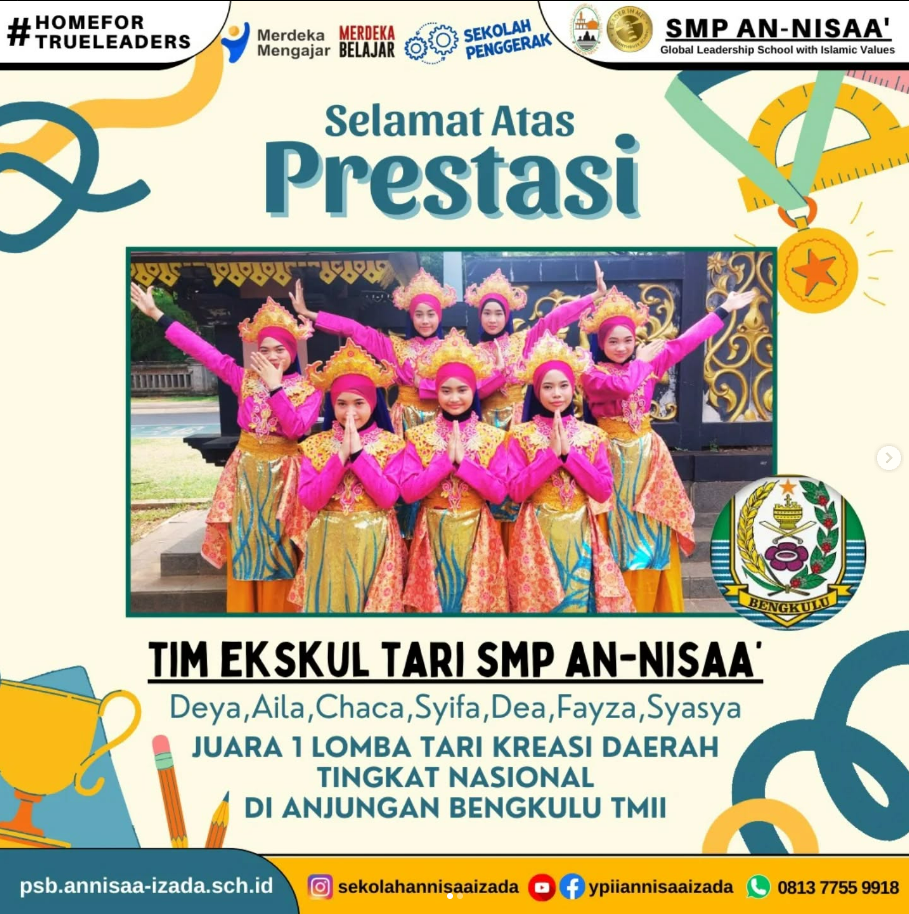 #HOMEFOR
TRUELEADERS
Merdeka
Mengajar
MERDEKA
BELAJAR
SEKOLAH
PENGGERAK
SMP AN-NISAA'
Global Leadership School with Islamic Values
Selamat Atas
Prestasi
BENGKULU
TIM EKSKUL TARI SMP AN-NISAA'
Deya,Aila,Chaca,Syifa,Dea,Fayza,Syasya
JUARA 1 LOMBA TARI KREASI DAERAH
TINGKAT NASIONAL
DI ANJUNGAN BENGKULU TMII
psb.annisaa-izada.sch.id
sekolahannisaaizada
ypiiannisaaizada
0813 7755 9918